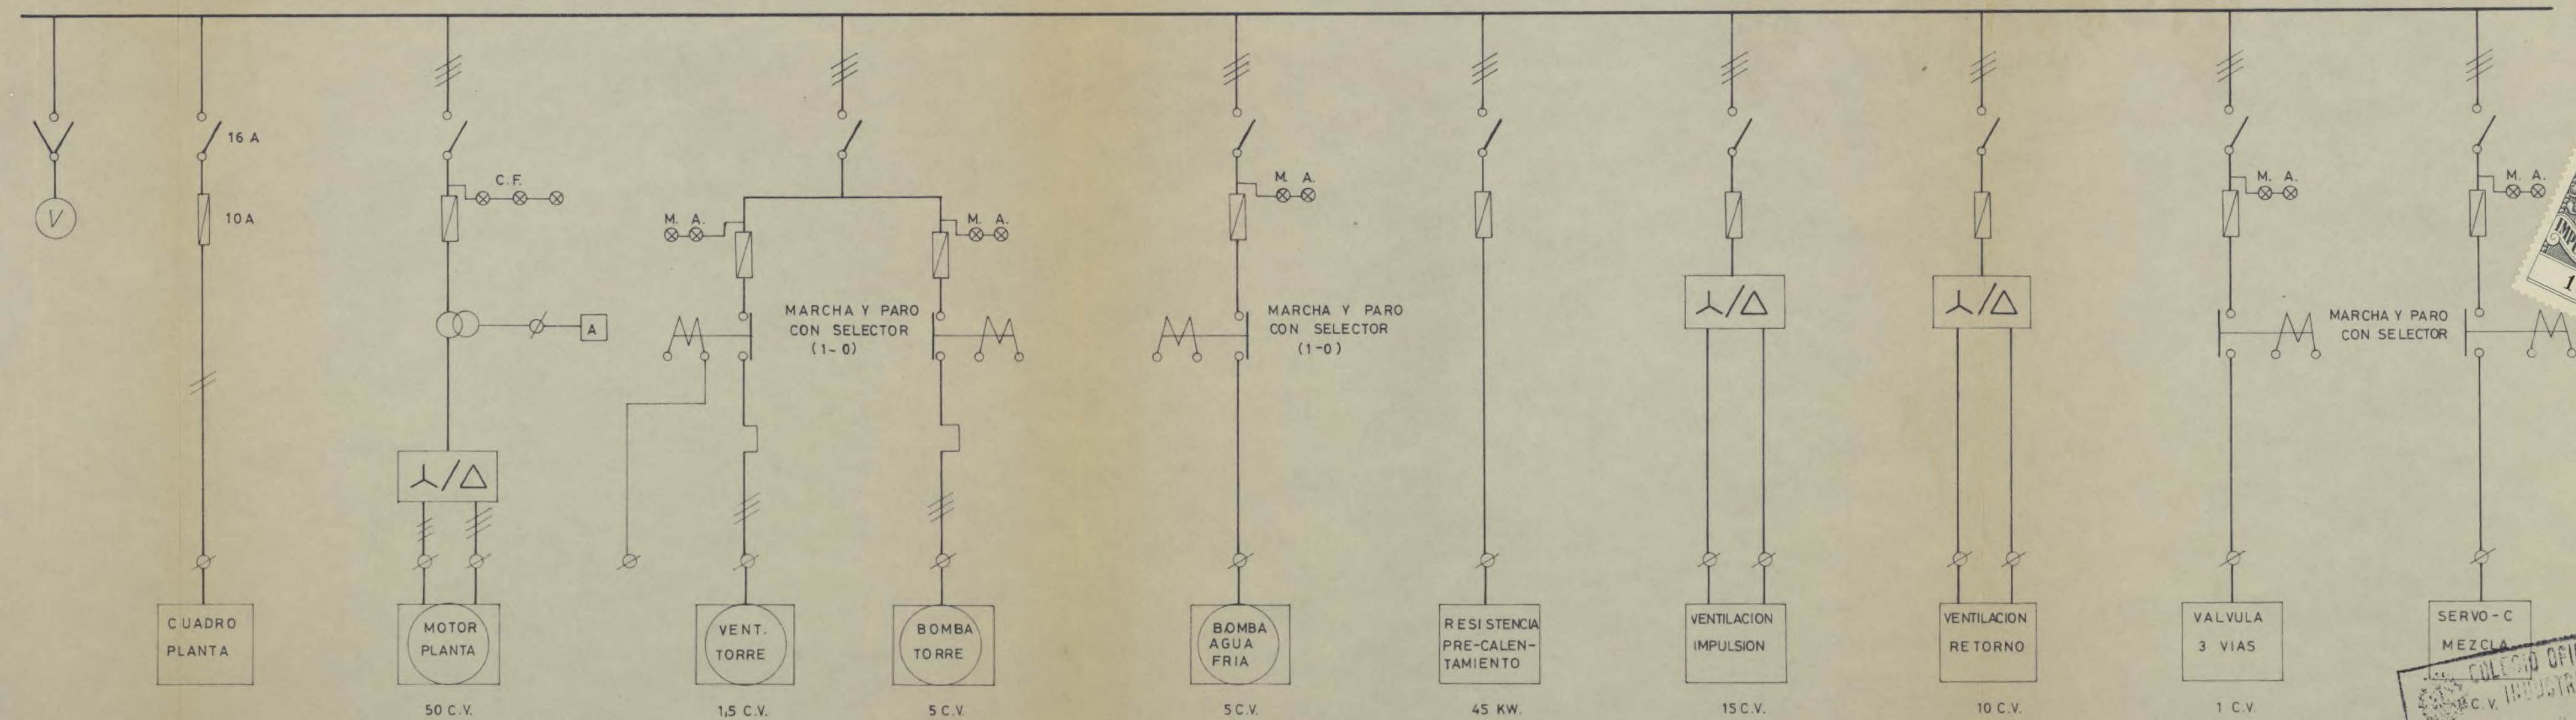 16 A
10 A
V
C.F.
A
M. A.
M. A.
MARCHA Y PARO
CON SELECTOR
(1-0)
M. A.
MARCHA Y PARO
CON SELECTOR
(1-0)
M. A.
MARCHA Y PARO
CON SELECTOR
M. A.
CUADRO
PLANTA
MOTOR
PLANTA
50 C.V.
VENT.
TORRE
1,5 C.V.
BOMBA
TORRE
5 C.V.
BOMBA
AGUA
FRIA
5 C.V.
RESISTENCIA
PRE-CALEN-
TAMIENTO
45 KW.
VENTILACION
IMPULSION
15 C.V.
VENTILACION
RETORNO
10 C.V.
VALVULA
3 VIAS
1 C.V.
SERVO-C
MEZCLA
C.V.
COLEGIO